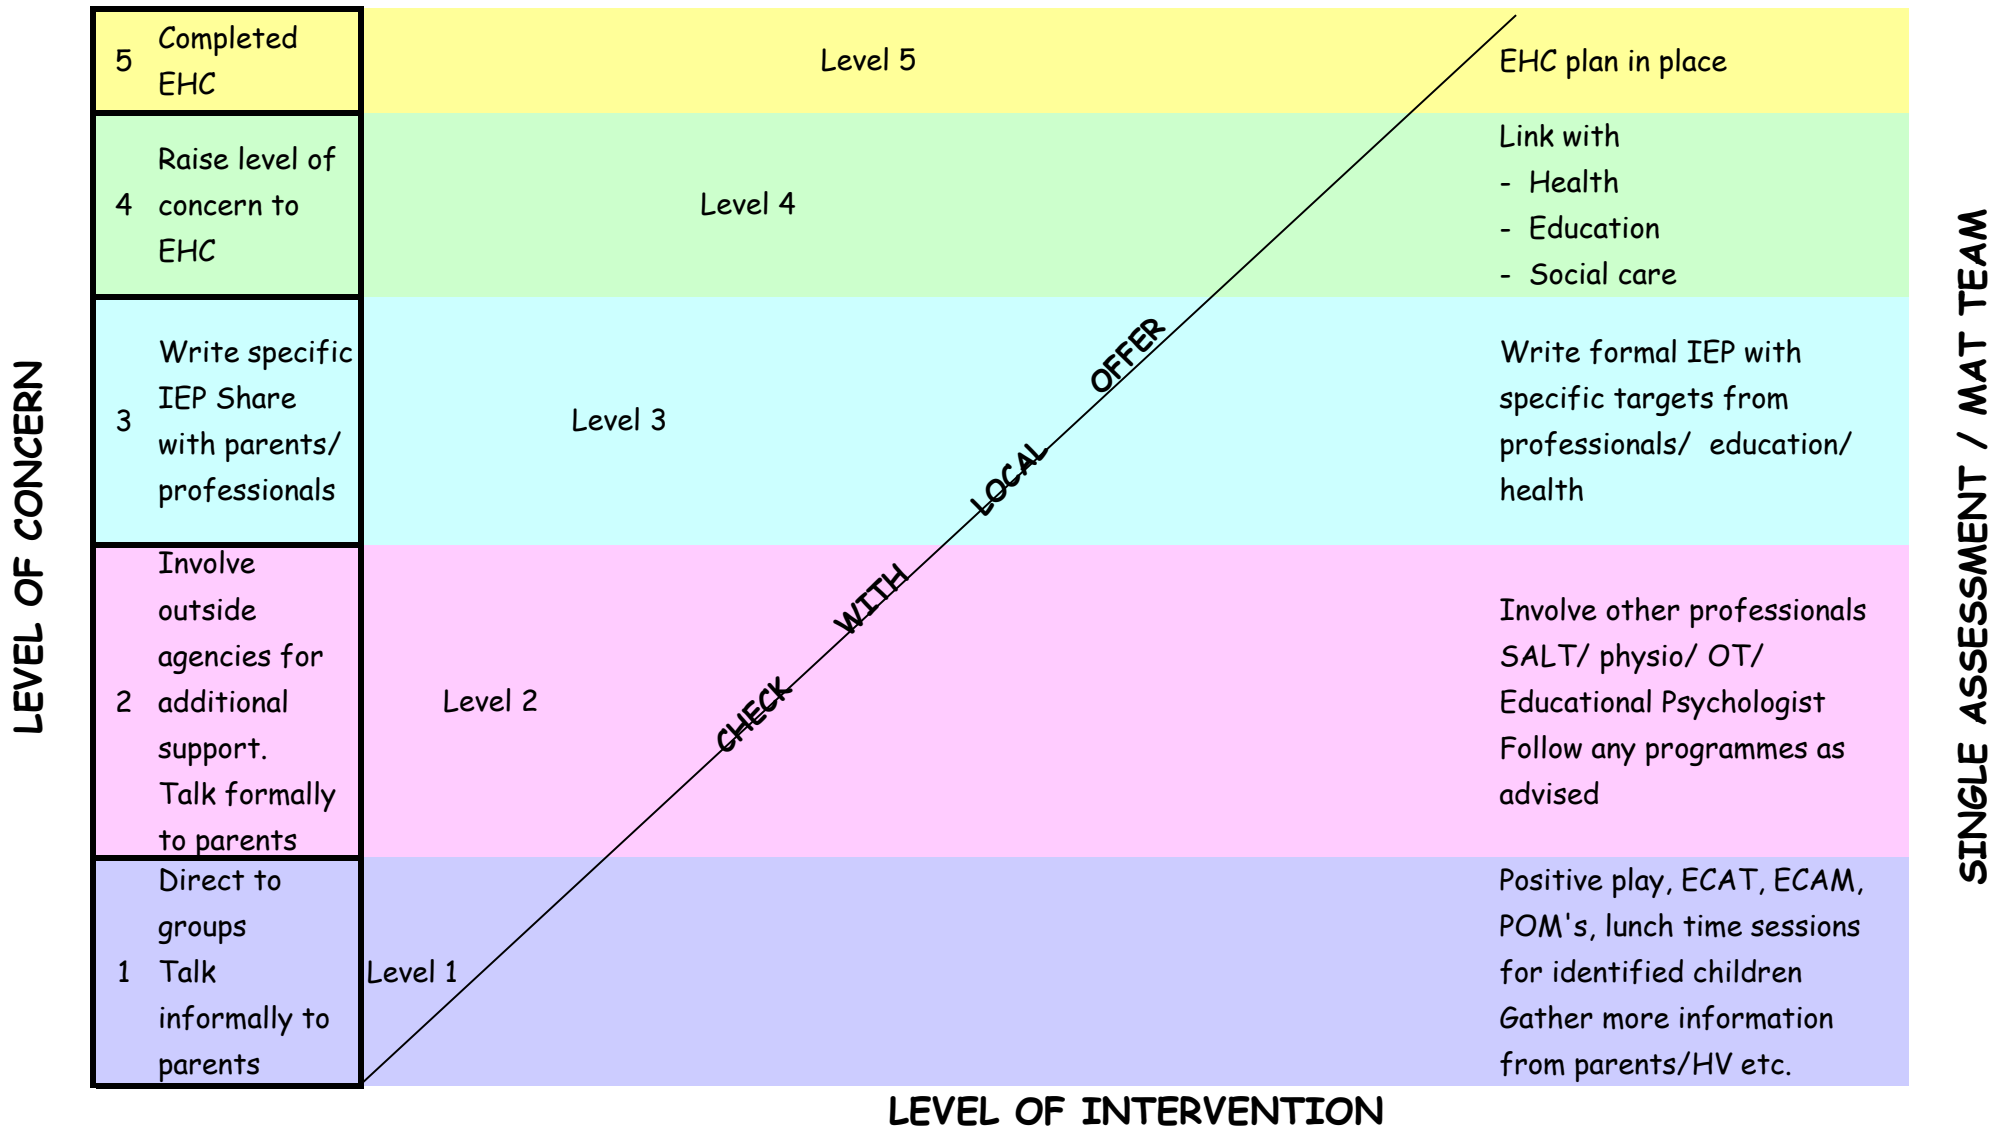 5
Completed
EHC
Level 5
EHC plan in place
4
Raise level of
concern to
EHC
Level 4
Link with
- Health
- Education
- Social care
3
Write specific
IEP Share
with parents/
professionals
Level 3
Write formal IEP with
specific targets from
professionals/ education/
health
2
Involve
outside
agencies for
additional
support.
Talk formally
to parents
Level 2
Involve other professionals
SALT/ physio/ OT/
Educational Psychologist
Follow any programmes as
advised
1
Direct to
groups
Talk
informally to
parents
Level 1
Positive play, ECAT, ECAM,
POM's, lunch time sessions
for identified children
Gather more information
from parents/HV etc.
CHECK WITH LOCAL OFFER
LEVEL OF CONCERN
LEVEL OF INTERVENTION
SINGLE ASSESSMENT / MAT TEAM